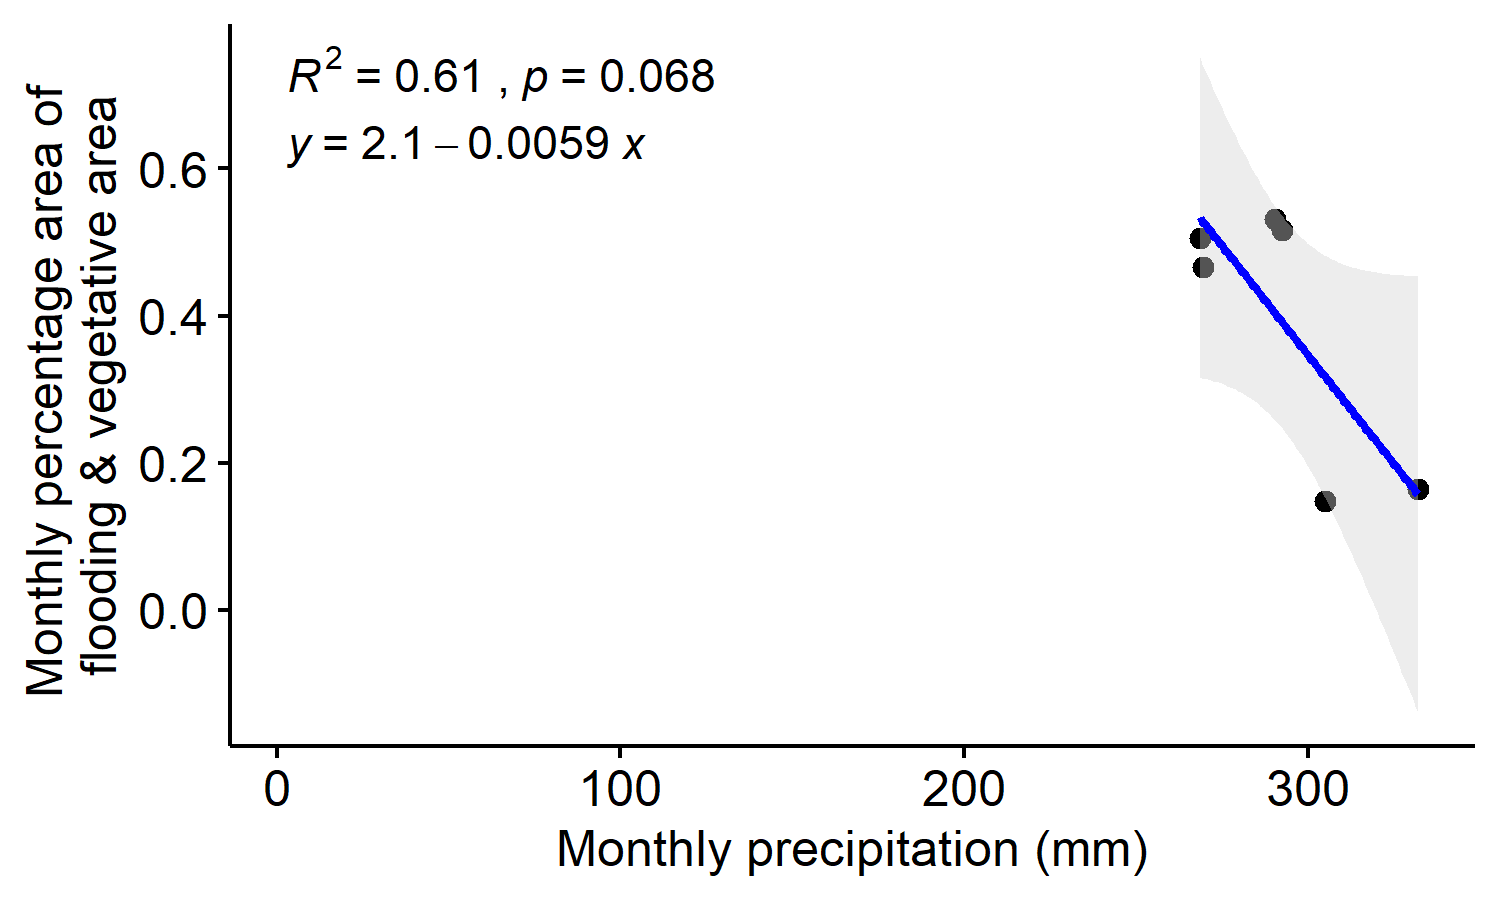 R² = 0.61 , p = 0.068
y = 2.1 – 0.0059 x
Monthly percentage area of
flooding & vegetative area
0.6
0.4
0.2
0.0
0 100 200 300
Monthly precipitation (mm)